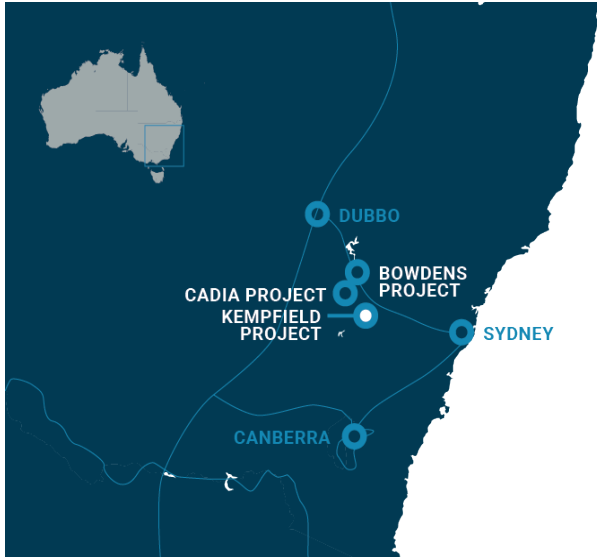 DUBBO
BOWDENS
PROJECT
CADIA PROJECT
KEMPFIELD
PROJECT
SYDNEY
CANBERRA